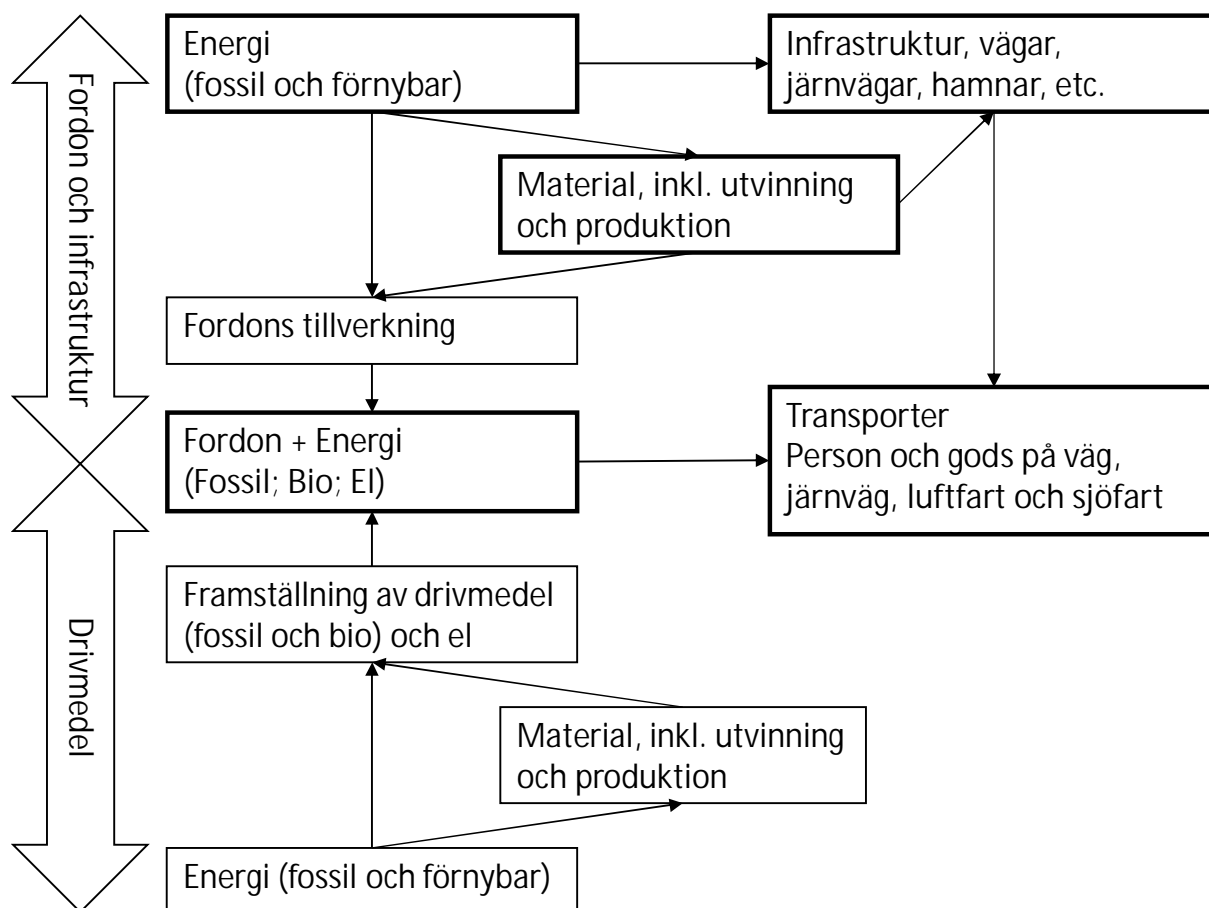 Fordon och infrastruktur
Energi
(fossil och förnybar)
Infrastruktur, vägar,
järnvägar, hamnar, etc.
Material, inkl. utvinning
och produktion
Fordons tillverkning
Fordon + Energi
(Fossil; Bio; El)
Transporter
Person och gods på väg,
järnväg, luftfart och sjöfart
Drivmedel
Framställning av drivmedel
(fossil och bio) och el
Material, inkl. utvinning
och produktion
Energi (fossil och förnybar)